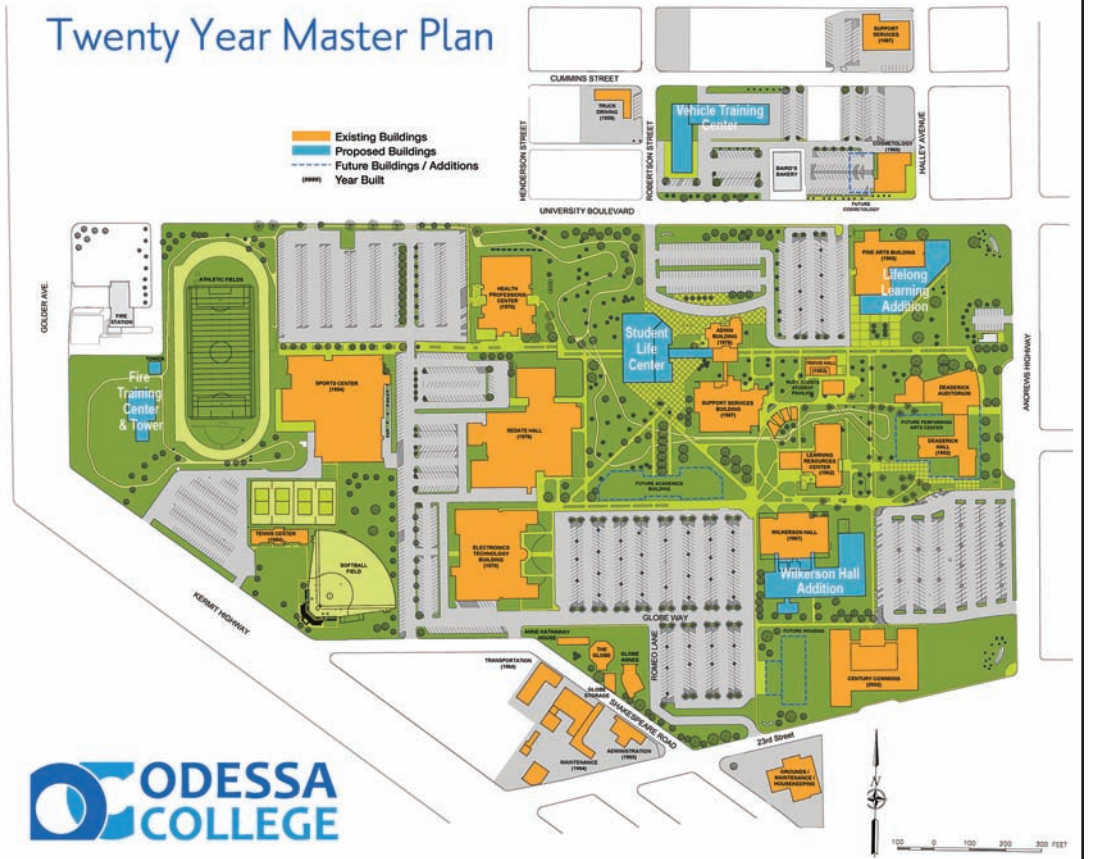 Twenty Year Master Plan
SUPPORT
SERVICES
(1987)
CUMMINS STREET
TRUCK
DRIVING
HENDERSON STREET
ROBERTSON STREET
Vehicle Training
Center
HALLEY AVENUE
COSMETOLOGY
BAIRD'S
BAKERY
FUTURE
COSMETOLOGY
UNIVERSITY BOULEVARD
Existing Buildings
Proposed Buildings
Future Buildings / Additions
(####) Year Built
GOLDER AVE.
FIRE
STATION
ATHLETIC FIELDS
HEALTH
PROFESSIONS
CENTER
FINE ARTS BUILDING
Lifelong
Learning
Addition
ANDREWS HIGHWAY
TOWER
Fire
Training
Center
& Tower
SPORTS CENTER
Student
Life
Center
ADMIN
BUILDING
TRAVIS HALL
STUDENT
PAVILION
SUPPORT SERVICES
BUILDING
DEADERICK
AUDITORIUM
FUTURE PERFORMING
ARTS CENTER
DEADERICK
HALL
SEDATE HALL
LEARNING
RESOURCES
CENTER
FUTURE ACADEMICS
BUILDING
TENNIS CENTER
SOFTBALL
FIELD
ELECTRONICS
TECHNOLOGY
BUILDING
WILKERSON HALL
Wilkerson Hall
Addition
KERMIT HIGHWAY
GLOBE WAY
ROMEO LANE
ANNE HATHAWAY
HOUSE
THE
GLOBE
GLOBE
ANNEX
GLOBE
STORAGE
FUTURE HOUSING
CENTURY COMMONS
TRANSPORTATION
SHAKESPEARE ROAD
ADMINISTRATION
MAINTENANCE
23rd Street
GROUNDS /
MAINTENANCE /
HOUSEKEEPING
N
100 0 100 200 300 FEET
ODESSA
COLLEGE